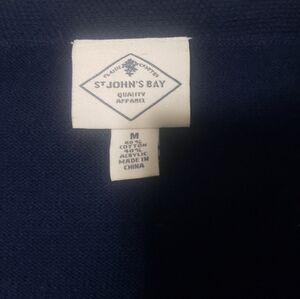 ST JOHN'S BAY
QUALITY
APPAREL
M
60%
COTTON
40%
ACRYLIC
MADE IN
CHINA